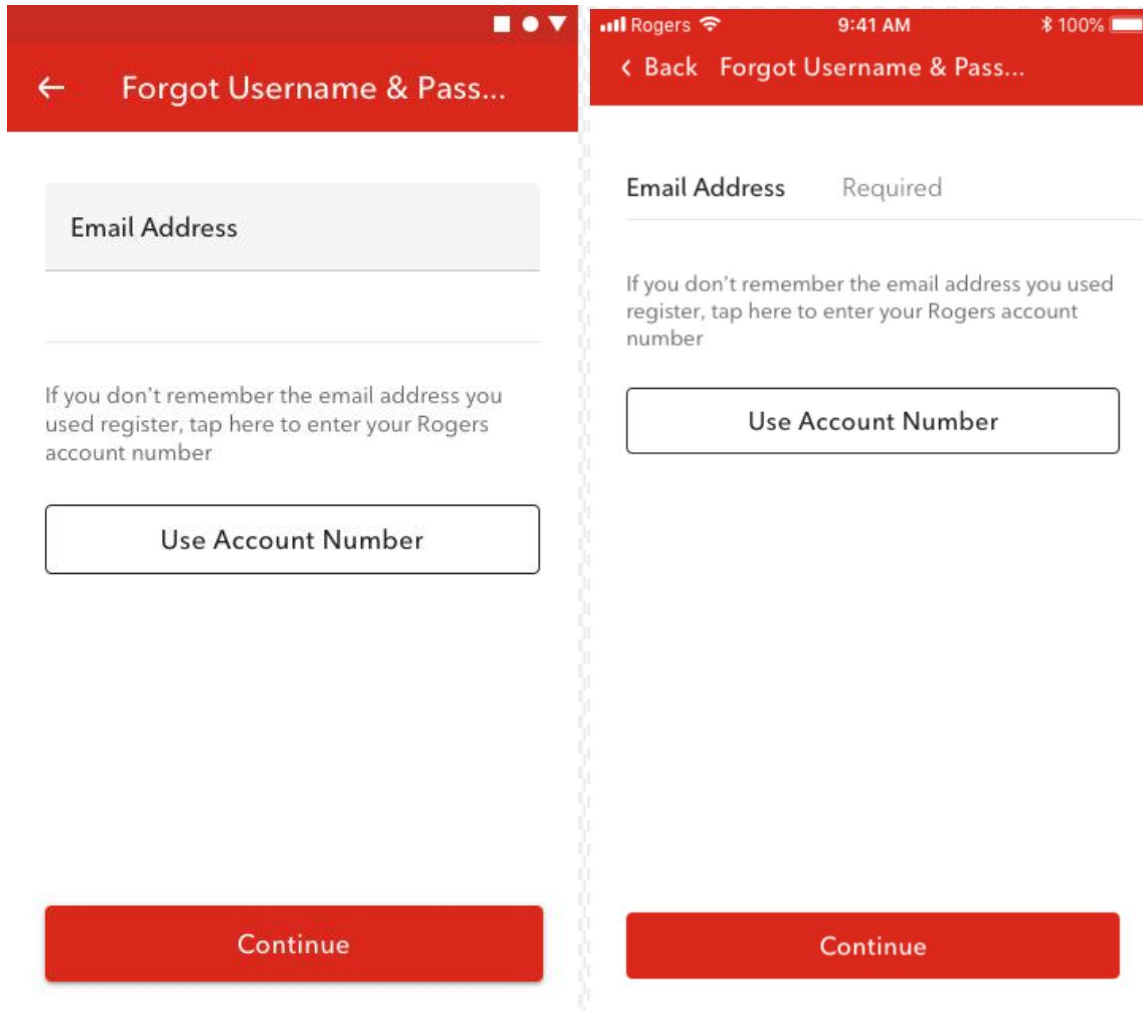 Forgot Username & Pass...
Email Address
If you don't remember the email address you
used register, tap here to enter your Rogers
account number
Use Account Number
Continue
Rogers 9:41 AM 100%
Back Forgot Username & Pass...
Email Address Required
If you don't remember the email address you used
register, tap here to enter your Rogers account
number
Use Account Number
Continue